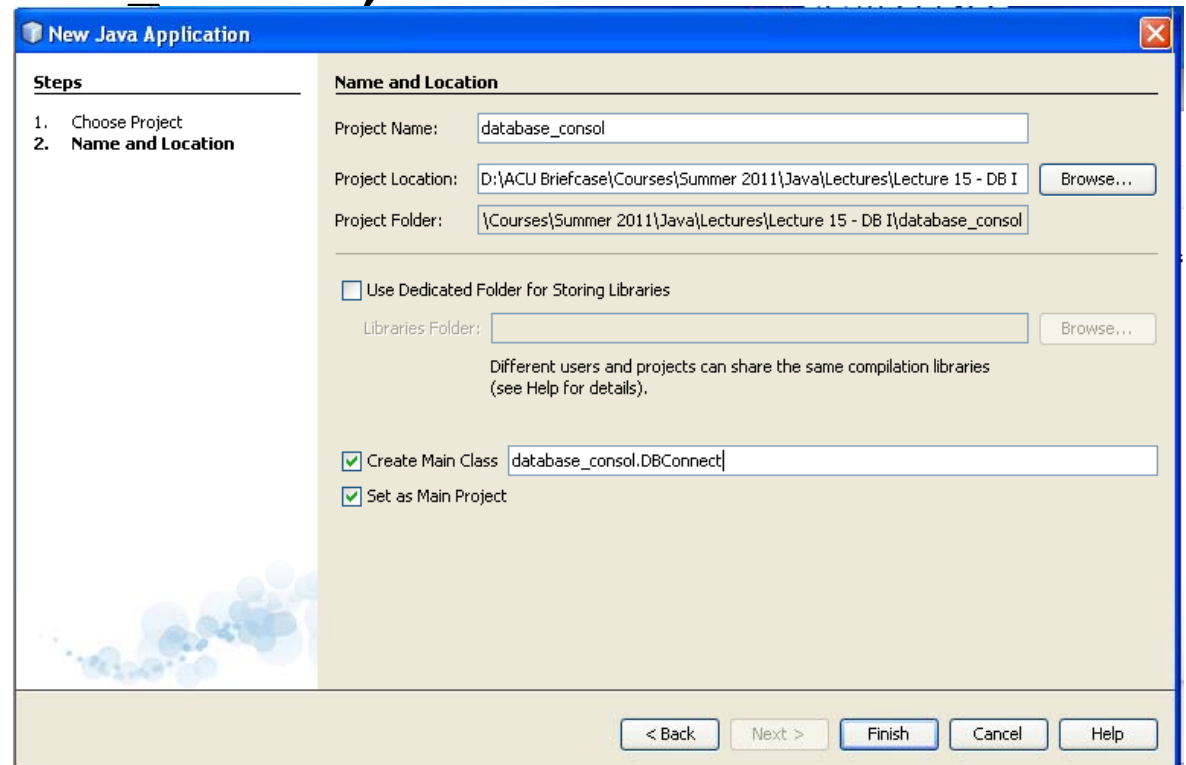 New Java Application
Steps
1. Choose Project
2. Name and Location
Name and Location
Project Name: database_consol
Project Location: D:\ACU Briefcase\Courses\Summer 2011\Java\Lectures\Lecture 15 - DB I Browse...
Project Folder: \Courses\Summer 2011\Java\Lectures\Lecture 15 - DB I\database_consol
Use Dedicated Folder for Storing Libraries
Libraries Folder: Browse...
Different users and projects can share the same compilation libraries
(see Help for details).
Create Main Class database_consol.DBConnect
Set as Main Project
< Back Next > Finish Cancel Help